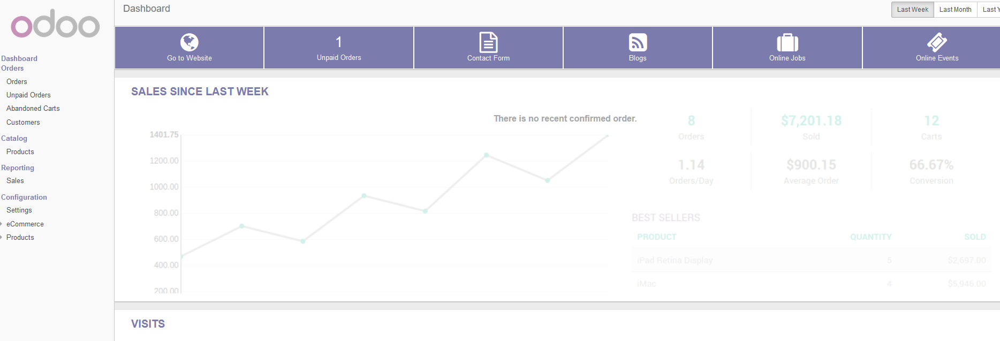 odoo
Dashboard
Orders
Orders
Unpaid Orders
Abandoned Carts
Customers
Catalog
Products
Reporting
Sales
Configuration
Settings
eCommerce
Products
Dashboard
Last Week Last Month Last Y
Go to Website
1
Unpaid Orders
Contact Form
Blogs
Online Jobs
Online Events
SALES SINCE LAST WEEK
There is no recent confirmed order.
1401.75
1200.00
1000.00
800.00
600.00
400.00
200.00
8
Orders
$7,201.18
Sold
12
Carts
1.14
Orders/Day
$900.15
Average Order
66.67%
Conversion
BEST SELLERS
PRODUCT QUANTITY SOLD
iPad Retina Display 5 $2,697.00
iMac 4 $5,946.00
VISITS